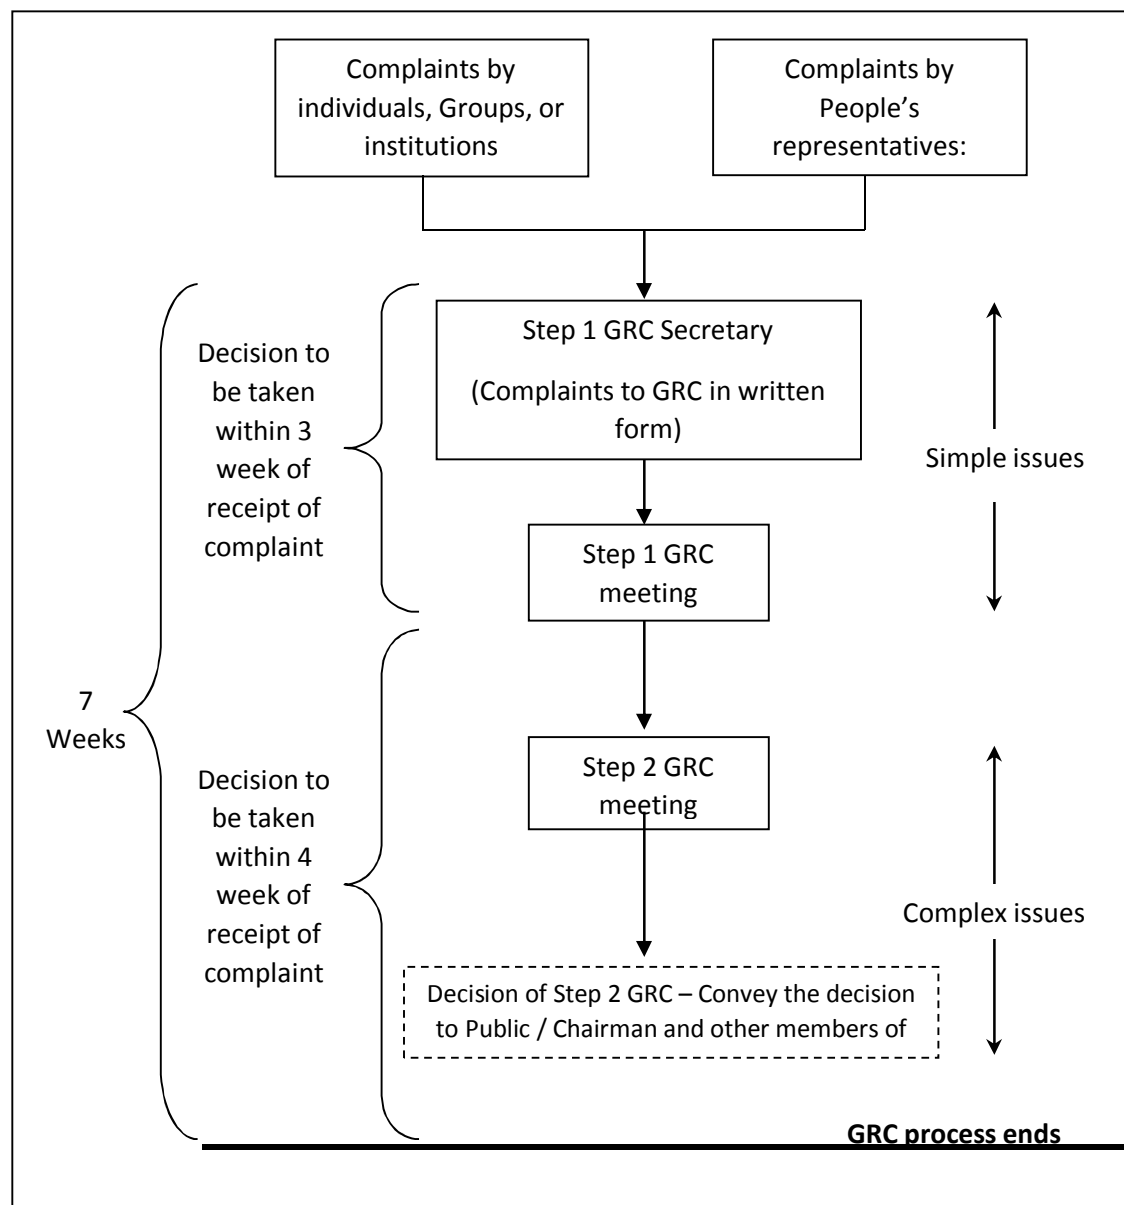 Complaints by
individuals, Groups, or
institutions
Complaints by
People’s
representatives:
Step 1 GRC Secretary
(Complaints to GRC in written
form)
Decision to
be taken
within 3
week of
receipt of
complaint
Simple issues
Step 1 GRC
meeting
7
Weeks
Step 2 GRC
meeting
Decision to
be taken
within 4
week of
receipt of
complaint
Complex issues
Decision of Step 2 GRC – Convey the decision
to Public / Chairman and other members of
GRC process ends